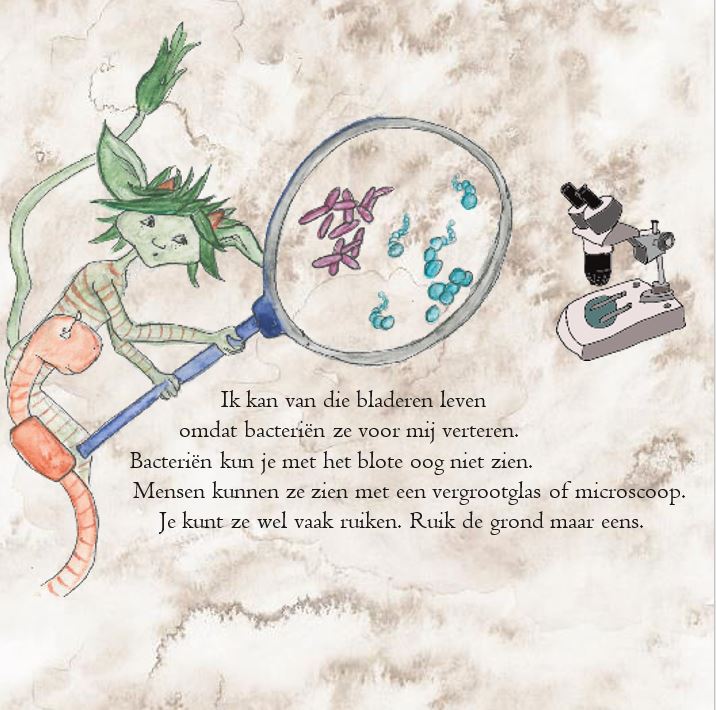 Ik kan van die bladeren leven
omdat bacteriën ze voor mij verteren.
Bacteriën kun je met het blote oog niet zien.
Mensen kunnen ze zien met een vergrootglas of microscoop.
Je kunt ze wel vaak ruiken. Ruik de grond maar eens.